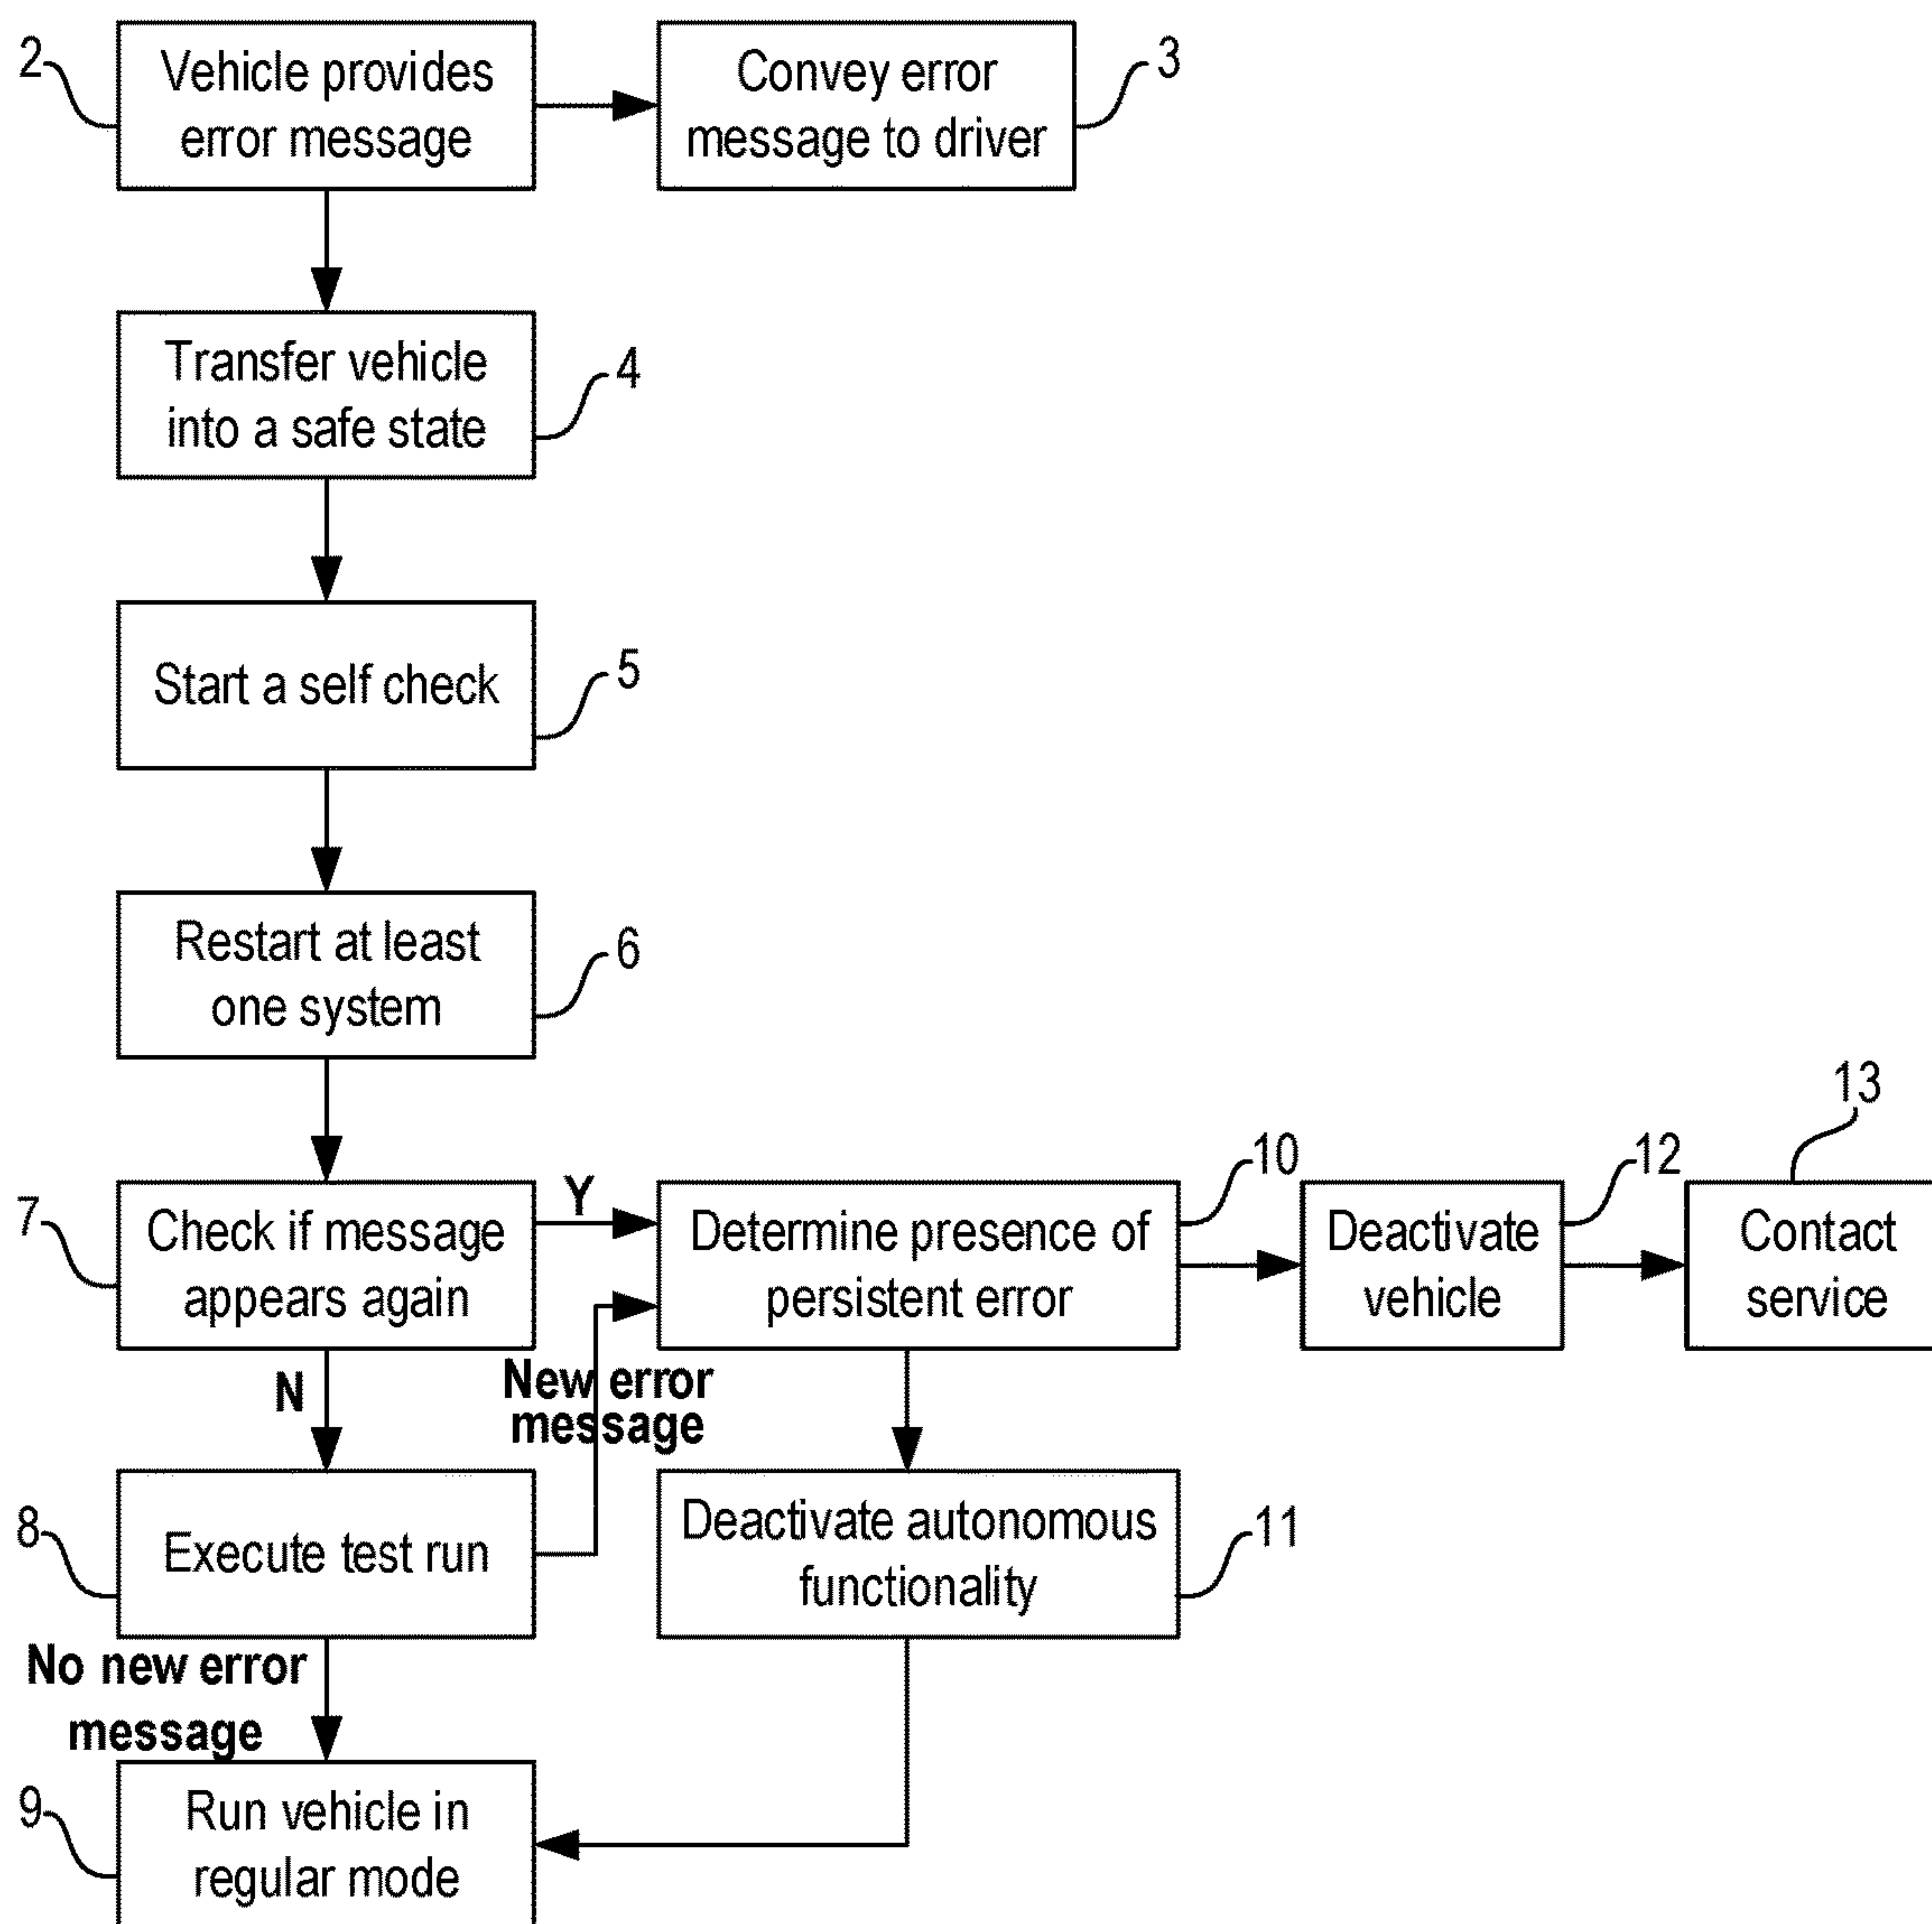 2
Vehicle provides
error message
Convey error
message to driver
3
Transfer vehicle
into a safe state
4
Start a self check
5
Restart at least
one system
6
7
Check if message
appears again
Y
Determine presence of
persistent error
10
Deactivate
vehicle
12
Contact
service
13
N
New error
message
8
Execute test run
Deactivate autonomous
functionality
11
No new error
message
9
Run vehicle in
regular mode